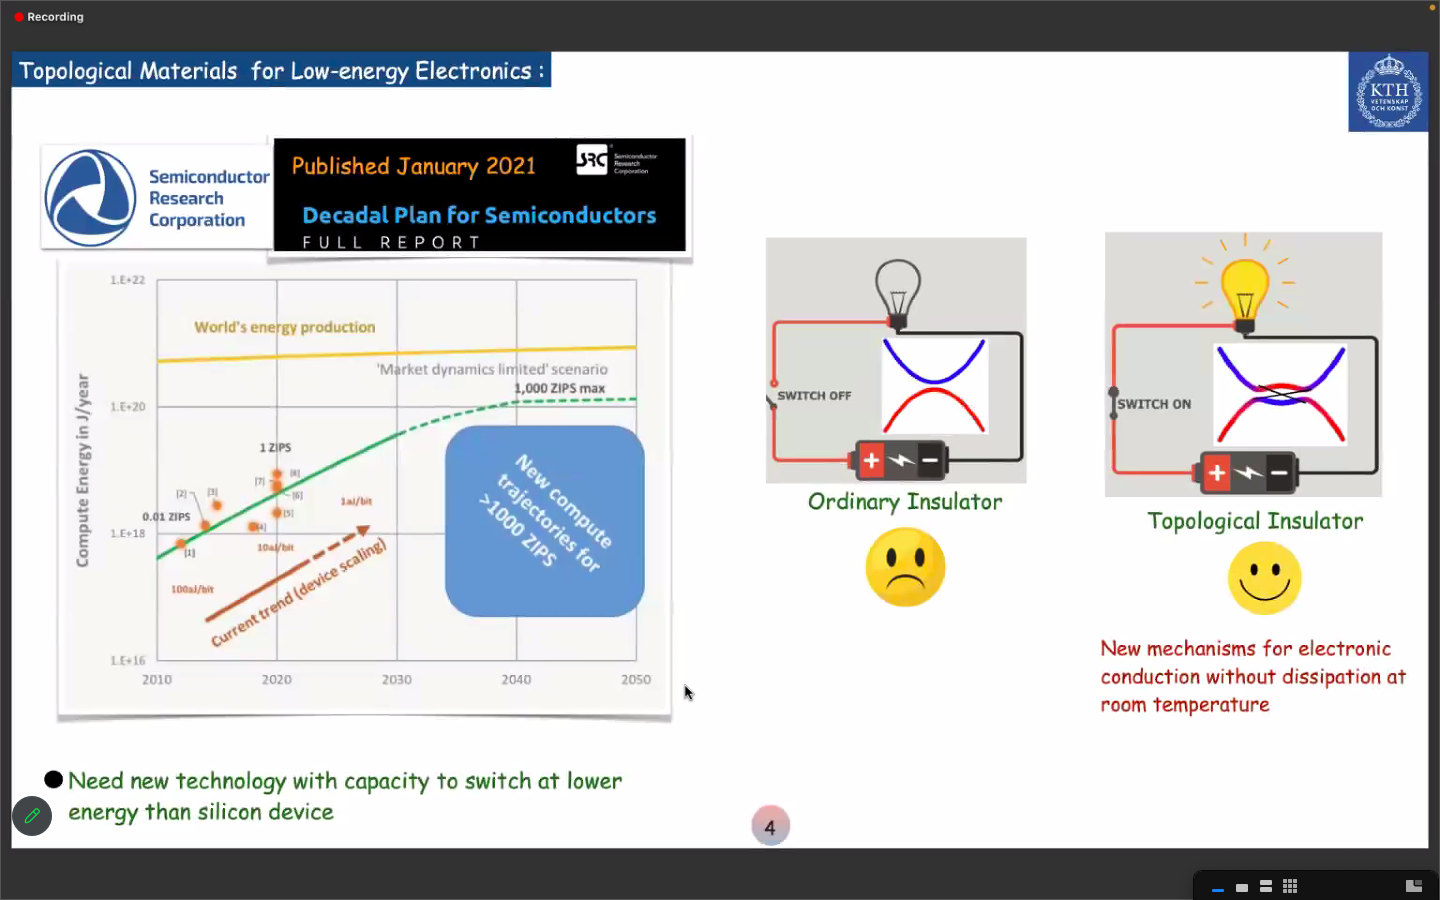 Recording
Topological Materials for Low-energy Electronics :
KTH
VETENSKAP
OCH KONST
Semiconductor
Research
Corporation
Published January 2021
SRC
Semiconductor
Research
Corporation
Decadal Plan for Semiconductors
FULL REPORT
Compute Energy in J/year
1.E+22
1.E+20
1.E+18
1.E+16
World's energy production
'Market dynamics limited' scenario
1,000 ZIPS max
1 ZIPS
0.01 ZIPS
[1]
[2]
[3]
[4]
[5]
[6]
[7]
[8]
100aJ/bit
10aJ/bit
1aJ/bit
Current trend (device scaling)
New compute
trajectories for
>1000 ZIPS
2010
2020
2030
2040
2050
Need new technology with capacity to switch at lower
energy than silicon device
SWITCH OFF
+
−
Ordinary Insulator
SWITCH ON
+
−
Topological Insulator
New mechanisms for electronic
conduction without dissipation at
room temperature
4